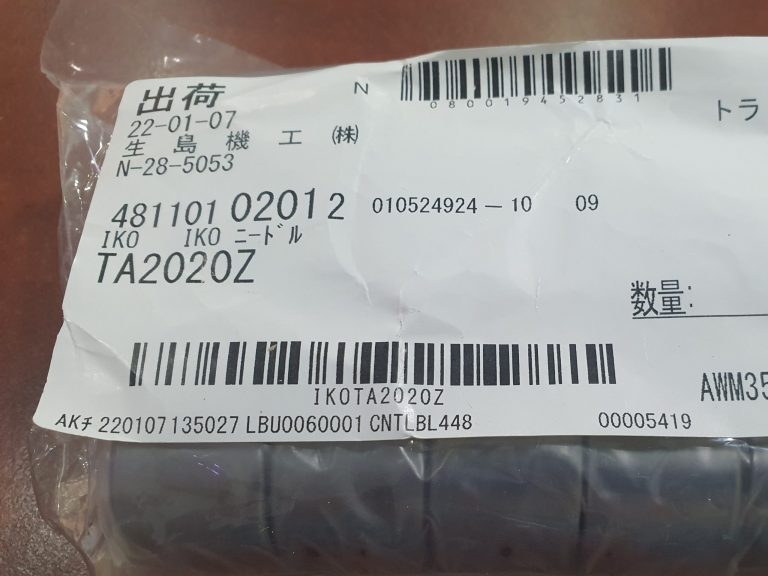 出荷 N
080019452831
トラ
22-01-07
生島機工㈱
N-28-5053
481101 02012 010524924-10 09
IKO IKO ニードル
TA2020Z
数量:
IKOTA2020Z
AWM35
AKチ 220107135027 LBU0060001 CNTLBL448 00005419